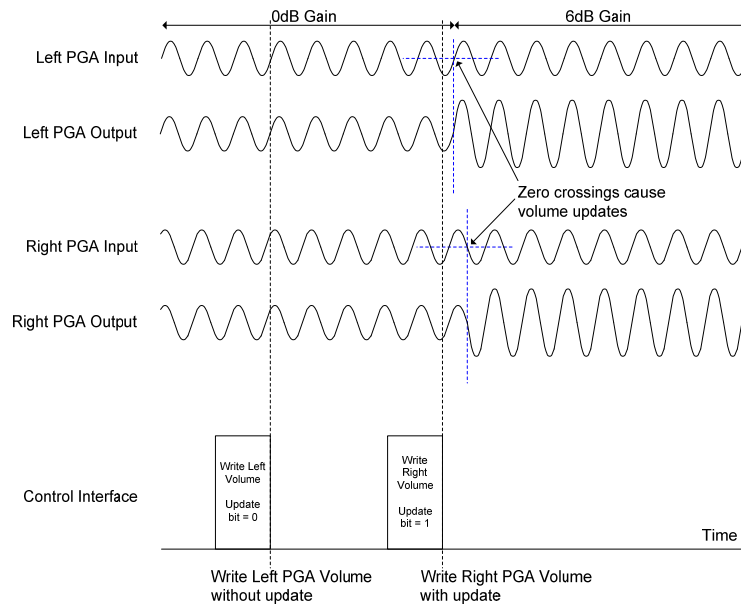 0dB Gain
6dB Gain
Left PGA Input
Left PGA Output
Zero crossings cause
volume updates
Right PGA Input
Right PGA Output
Write Left
Volume
Update
bit = 0
Write
Right
Volume
Update
bit = 1
Control Interface
Time
Write Left PGA Volume
without update
Write Right PGA Volume
with update